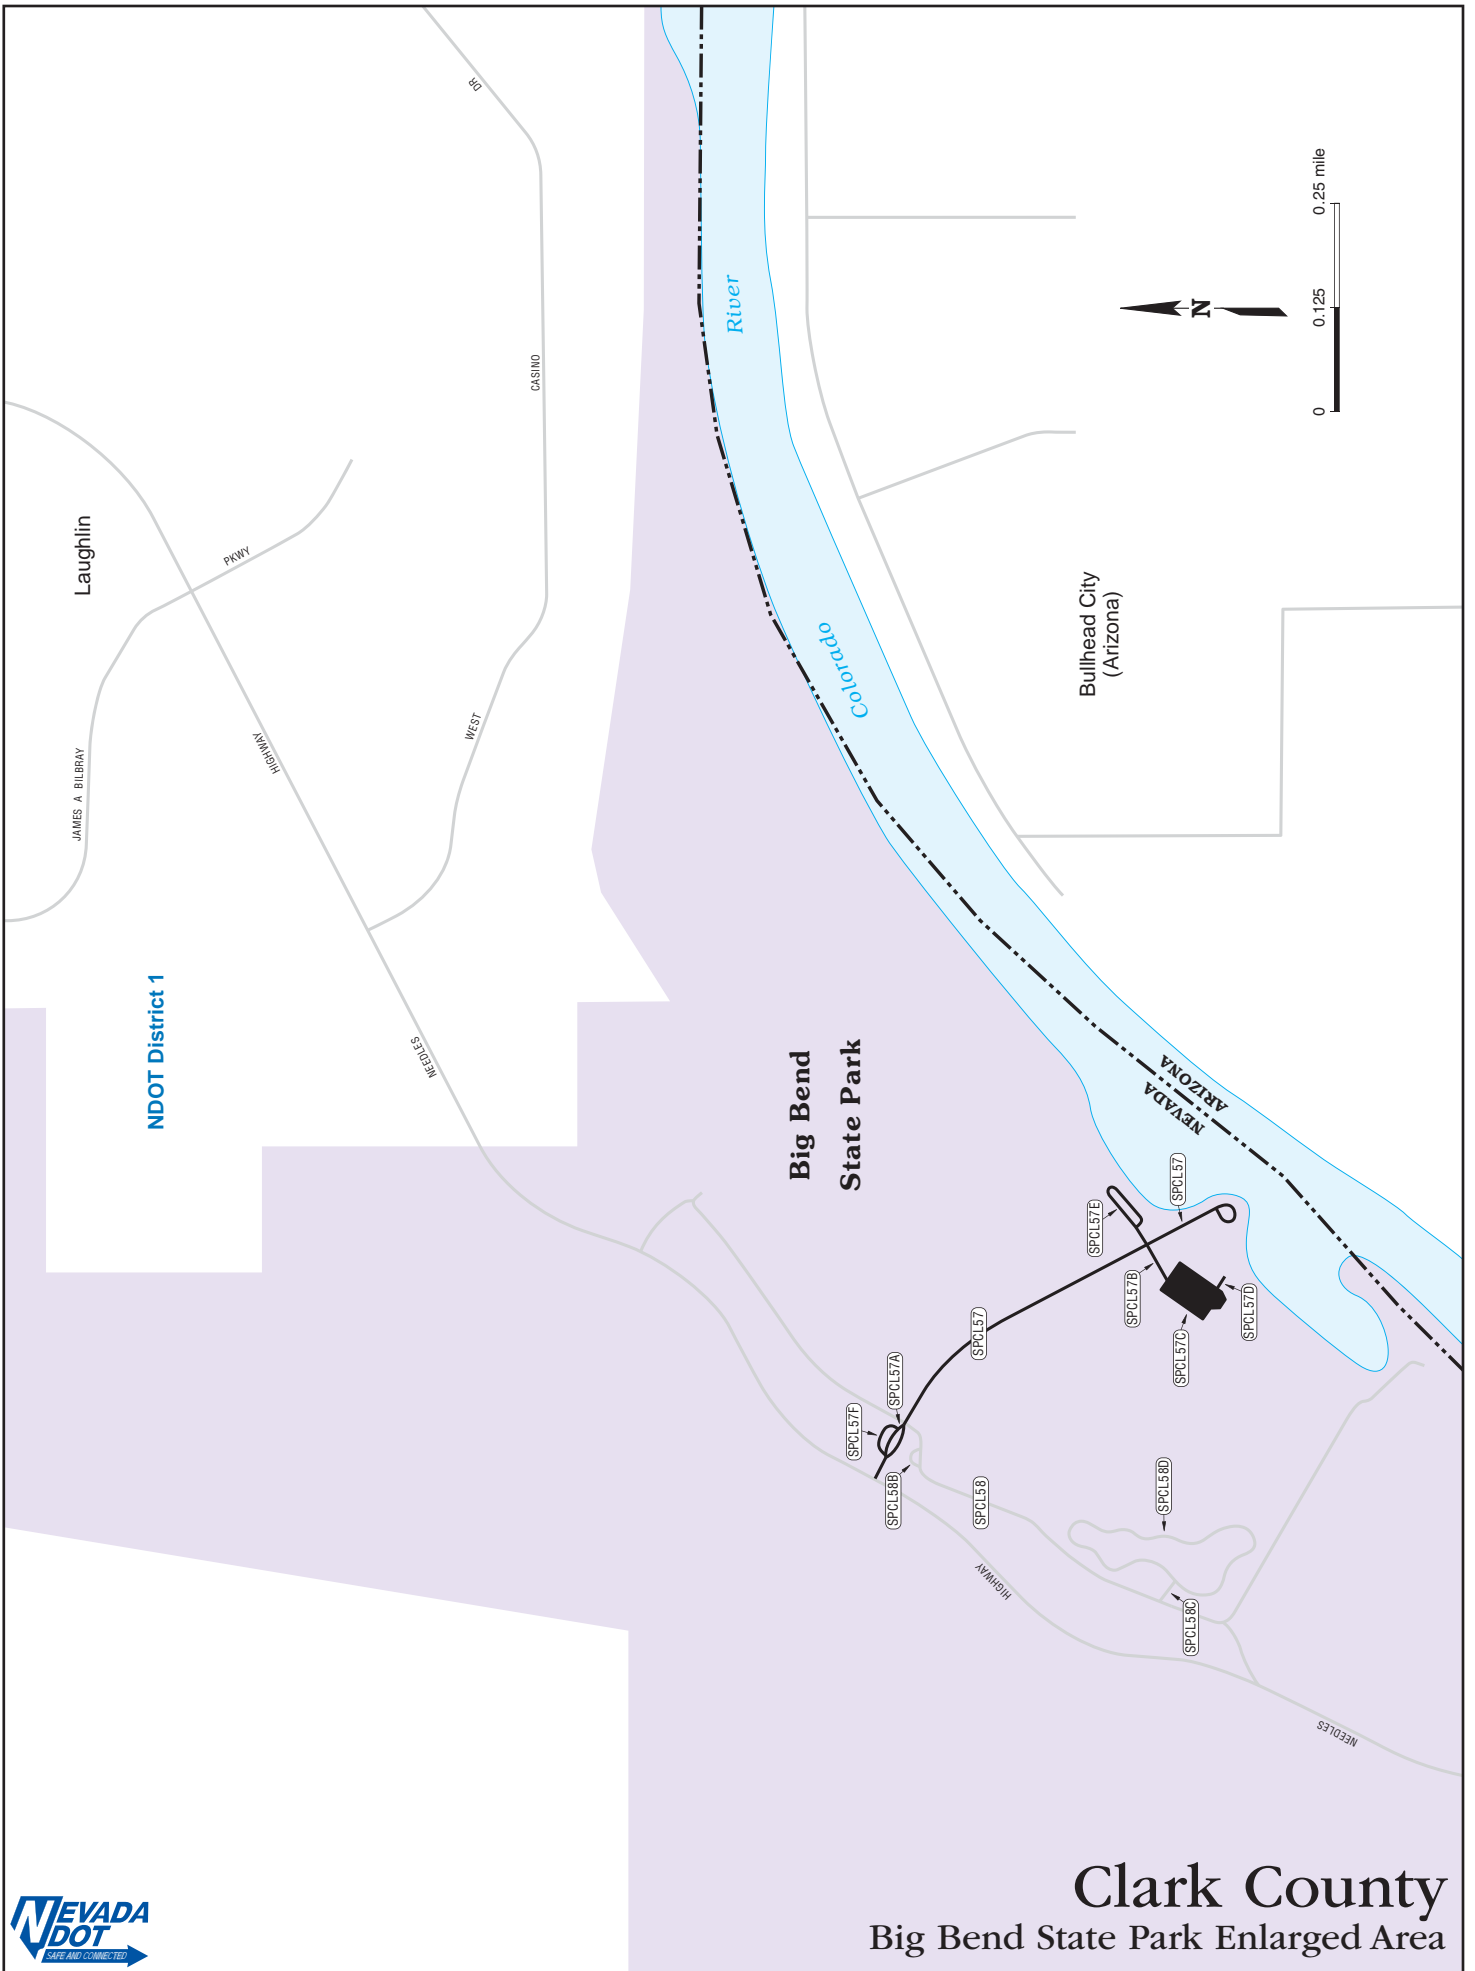 DR
CASINO
Laughlin
PKWY
JAMES A BILBRAY
HIGHWAY
WEST
River
Colorado
0
0.125
0.25 mile
N
Bullhead City
(Arizona)
NDOT District 1
NEEDLES
Big Bend
State Park
NEVADA
ARIZONA
SPCL57E
SPCL57
SPCL57B
SPCL57D
SPCL57C
SPCL57
SPCL57A
SPCL57F
SPCL58B
SPCL58
SPCL58D
SPCL58C
HIGHWAY
NEEDLES
NEVADA
DOT
SAFE AND CONNECTED
Clark County
Big Bend State Park Enlarged Area